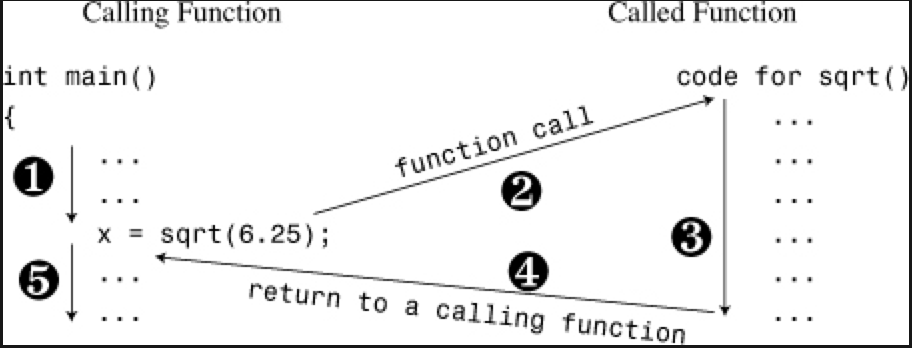 Calling Function
Called Function
int main()
{
...
...
x = sqrt(6.25);
...
...
1
5
function call
2
4
return to a calling function
3
code for sqrt()
...
...
...
...
...
...